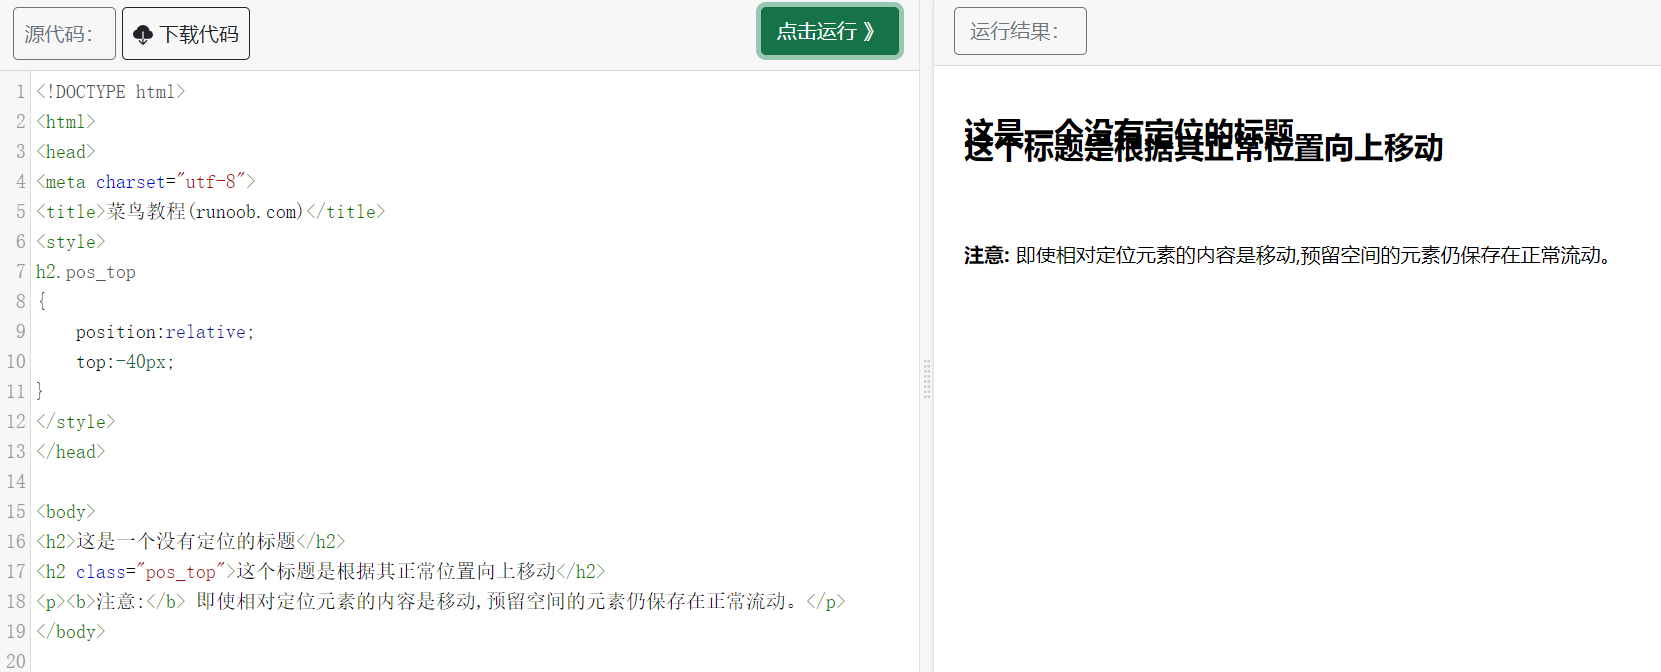 源代码：
下载代码
点击运行 》
1 <!DOCTYPE html>
2 <html>
3 <head>
4 <meta charset="utf-8">
5 <title>菜鸟教程(runoob.com)</title>
6 <style>
7 h2.pos_top
8 {
9     position:relative;
10     top:-40px;
11 }
12 </style>
13 </head>
14
15 <body>
16 <h2>这是一个没有定位的标题</h2>
17 <h2 class="pos_top">这个标题是根据其正常位置向上移动</h2>
18 <p><b>注意:</b> 即使相对定位元素的内容是移动,预留空间的元素仍保存在正常流动。</p>
19 </body>
20
运行结果：
这是一个没有定位的标题
这个标题是根据其正常位置向上移动
注意: 即使相对定位元素的内容是移动,预留空间的元素仍保存在正常流动。